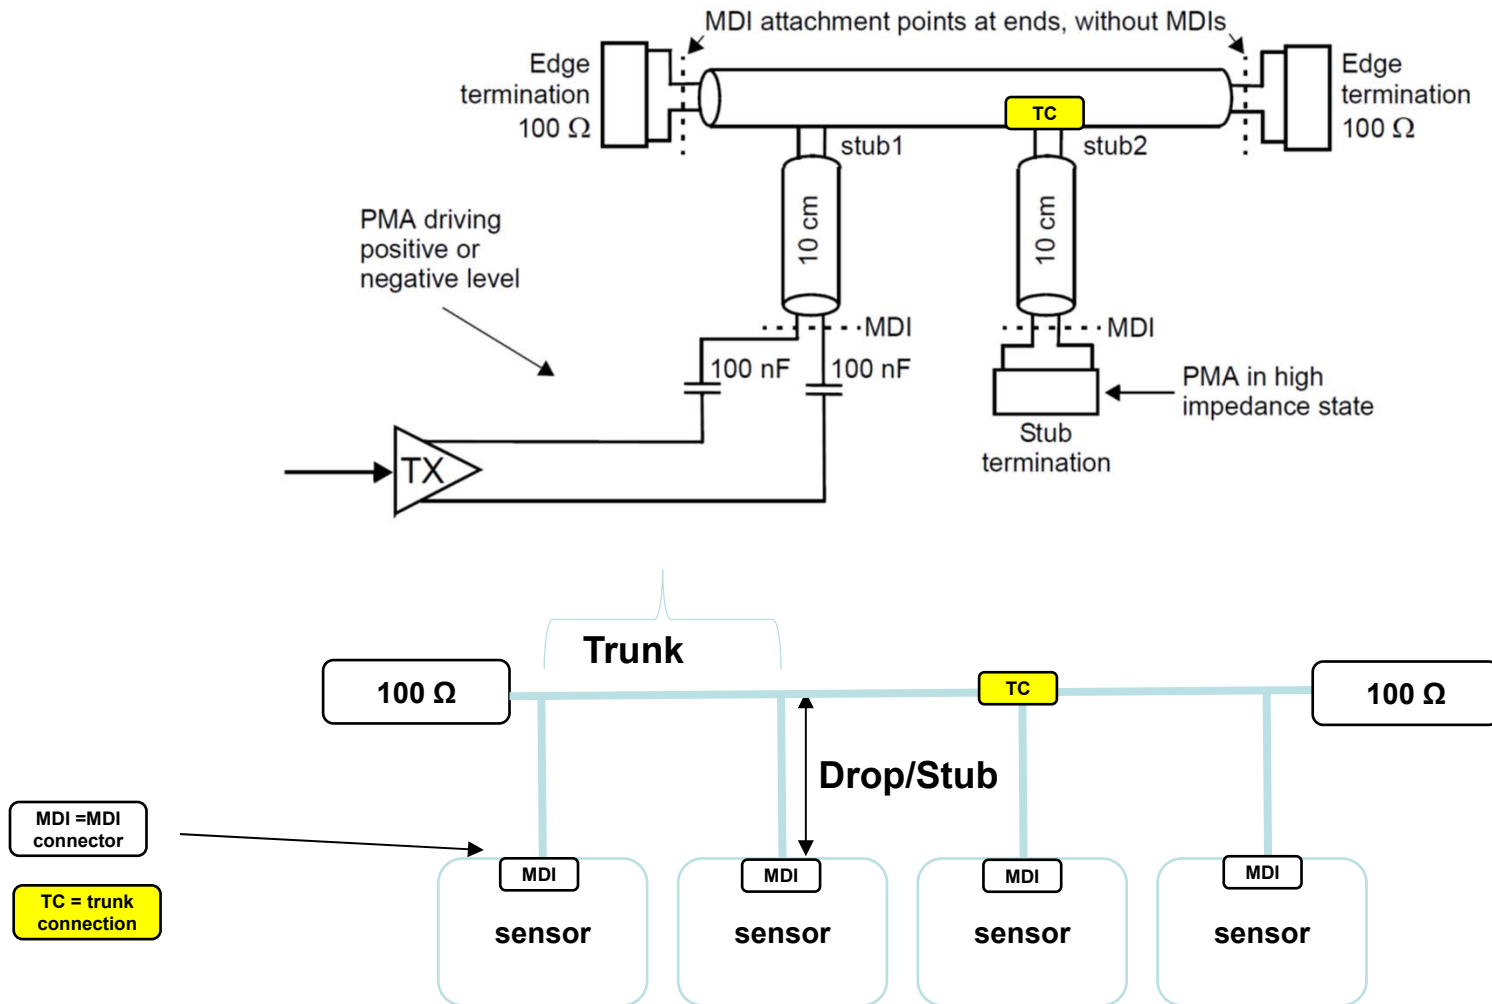 MDI attachment points at ends, without MDIs
Edge
termination
100 Ω
Edge
termination
100 Ω
TC
stub1
stub2
10 cm
10 cm
PMA driving
positive or
negative level
MDI
MDI
100 nF
100 nF
PMA in high
impedance state
Stub
termination
TX
Trunk
100 Ω
TC
100 Ω
Drop/Stub
MDI =MDI
connector
TC = trunk
connection
MDI
MDI
MDI
MDI
sensor
sensor
sensor
sensor